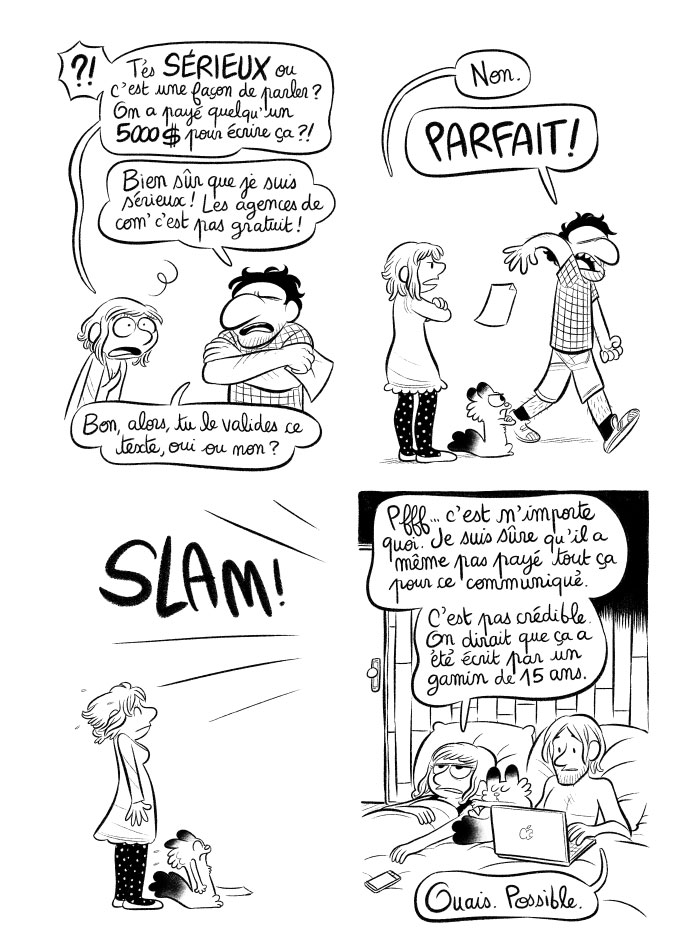 ?!
T'és SÉRIEUX ou
c'est une façon de parler?
On a payé quelqu'un
5000$ pour écrire ça?!
Bien sûr que je suis
sérieux! Les agences de
com' c'est pas gratuit!
Bon, alors, tu le valides ce
texte, oui ou non?
Non.
PARFAIT!
SLAM!
Pfff... c'est n'importe
quoi. Je suis sûre qu'il a
même pas payé tout ça
pour ce communiqué.
C'est pas crédible.
On dirait que ça a
été écrit par un
gamin de 15 ans.
Ouais. Possible.